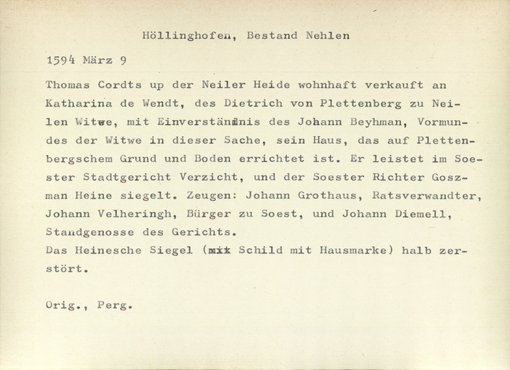 Höllinghofen, Bestand Nehlen
1594 März 9
Thomas Cordts up der Neiler Heide wohnhaft verkauft an
Katharina de Wendt, des Dietrich von Plettenberg zu Nei-
len Witwe, mit Einverständnis des Johann Beyhman, Vormun-
des der Witwe in dieser Sache, sein Haus, das auf Pletten-
bergschem Grund und Boden errichtet ist. Er leistet im Soe-
ster Stadtgericht Verzicht, und der Soester Richter Gosz-
man Heine siegelt. Zeugen: Johann Grothaus, Ratsverwandter,
Johann Velheringh, Bürger zu Soest, und Johann Diemell,
Standgenosse des Gerichts.
Das Heinesche Siegel (Schild mit Hausmarke) halb zer-
stört.
Orig., Perg.